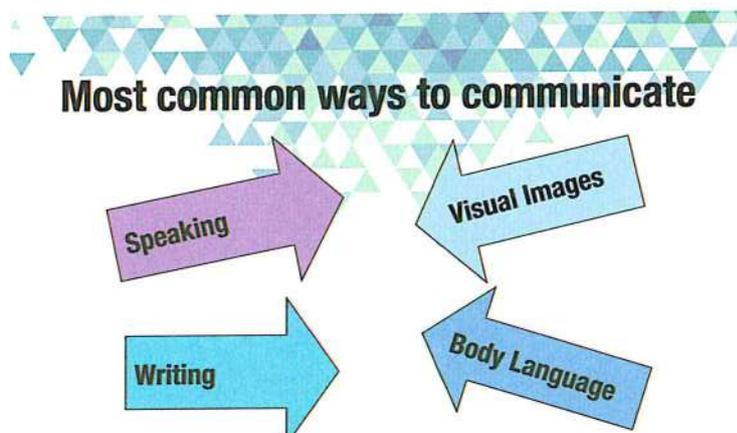 Most common ways to communicate
Speaking
Visual Images
Writing
Body Language